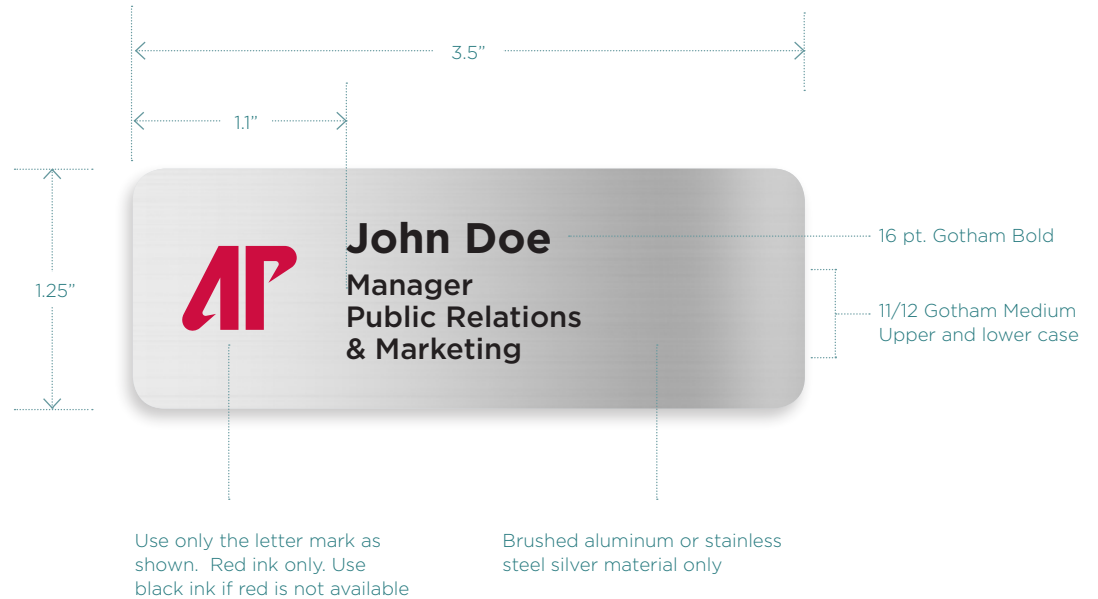 3.5”
1.1”
1.25”
AP
John Doe
Manager
Public Relations
& Marketing
16 pt. Gotham Bold
11/12 Gotham Medium
Upper and lower case
Use only the letter mark as
shown.  Red ink only. Use
black ink if red is not available
Brushed aluminum or stainless
steel silver material only